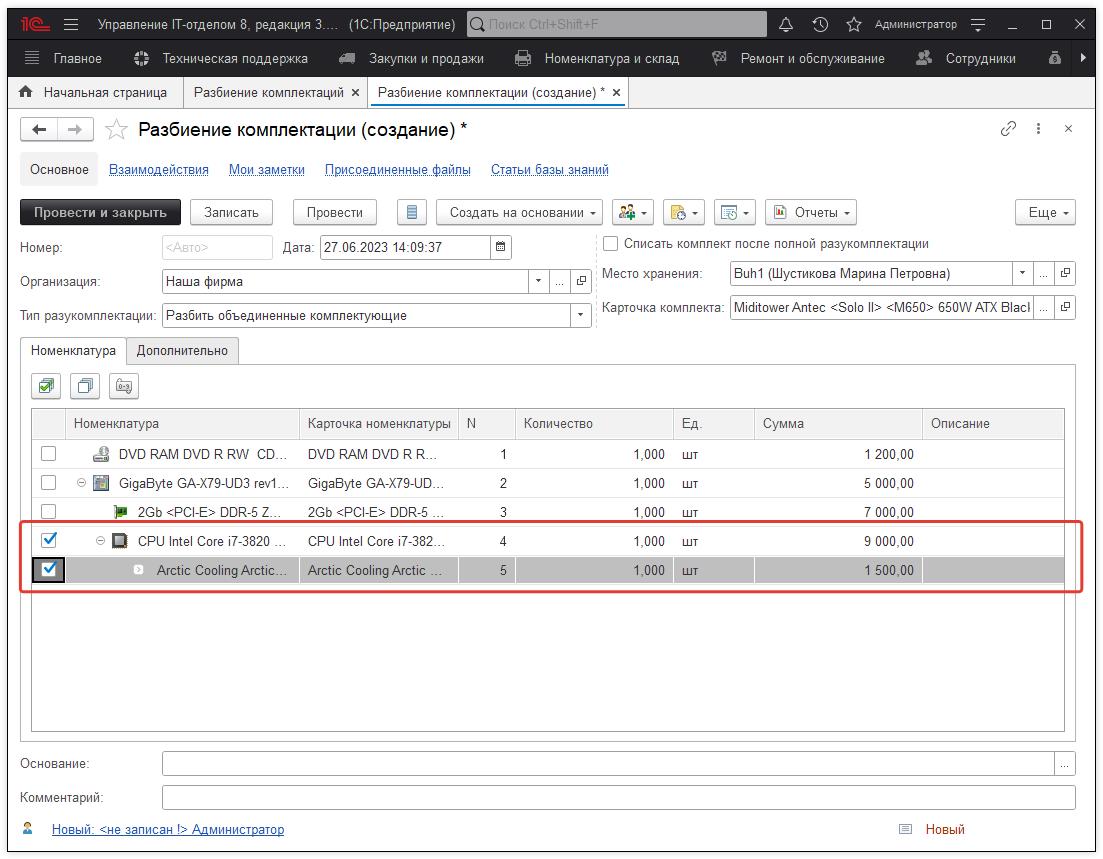 Управление IT-отделом 8, редакция 3.... (1С:Предприятие) Поиск Ctrl+Shift+F Администратор
Главное Техническая поддержка Закупки и продажи Номенклатура и склад Ремонт и обслуживание Сотрудники
Начальная страница Разбиение комплектаций × Разбиение комплектации (создание) * ×
Разбиение комплектации (создание) *
Основное Взаимодействия Мои заметки Присоединенные файлы Статьи базы знаний
Провести и закрыть Записать Провести Создать на основании Отчеты Еще
Номер: <Авто> Дата: 27.06.2023 14:09:37 Списать комплект после полной разукомплектации
Организация: Наша фирма ... Место хранения: Buh1 (Шустикова Марина Петровна) ...
Тип разукомплектации: Разбить объединенные комплектующие Карточка комплекта: Miditower Antec <Solo II> <M650> 650W ATX Black ...
Номенклатура Дополнительно
Номенклатура Карточка номенклатуры N Количество Ед. Сумма Описание
DVD RAM DVD R RW CD... DVD RAM DVD R R... 1 1,000 шт 1 200,00
GigaByte GA-X79-UD3 rev1... GigaByte GA-X79-UD... 2 1,000 шт 5 000,00
2Gb <PCI-E> DDR-5 Z... 2Gb <PCI-E> DDR-5 ... 3 1,000 шт 7 000,00
CPU Intel Core i7-3820 ... CPU Intel Core i7-382... 4 1,000 шт 9 000,00
Arctic Cooling Arctic... Arctic Cooling Arctic ... 5 1,000 шт 1 500,00
Основание: ...
Комментарий:
Новый: <не записан !> Администратор Новый